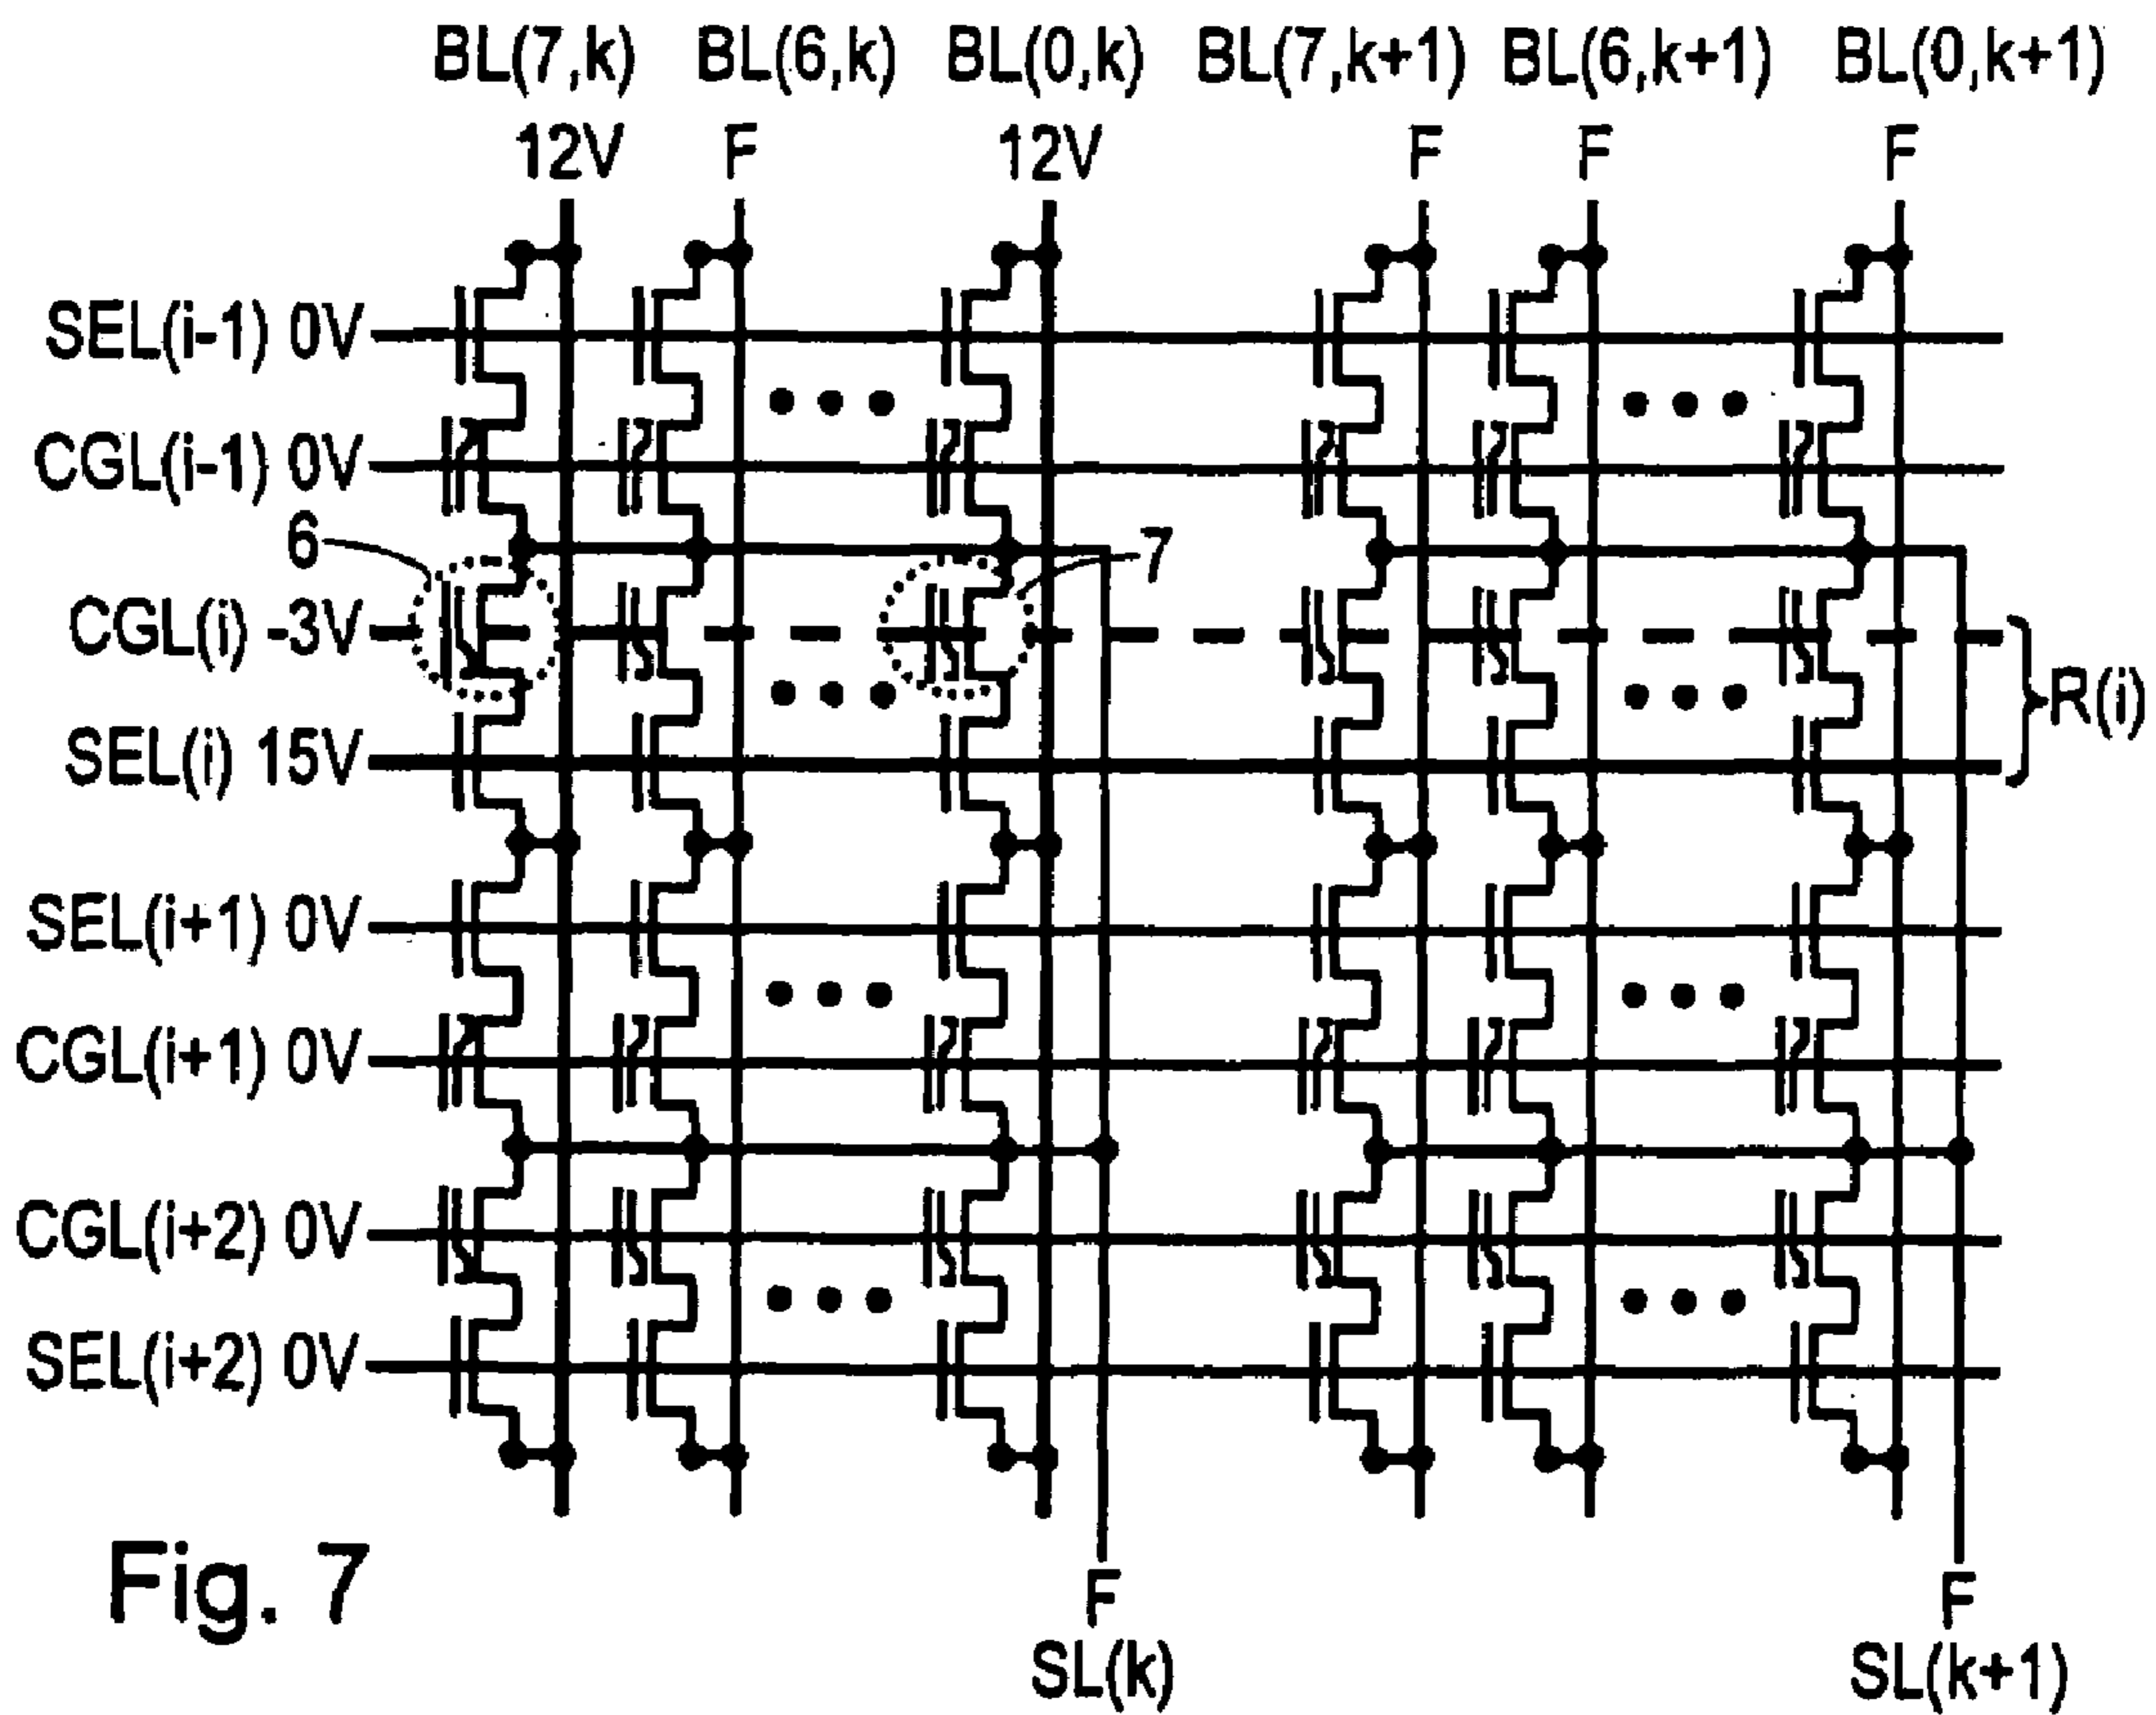 BL(7,k) BL(6,k) BL(0,k) BL(7,k+1) BL(6,k+1) BL(0,k+1)
12V F 12V F F F
SEL(i-1) 0V
CGL(i-1) 0V
6
7
CGL(i) -3V
R(i)
SEL(i) 15V
SEL(i+1) 0V
CGL(i+1) 0V
CGL(i+2) 0V
SEL(i+2) 0V
Fig. 7
F F
SL(k) SL(k+1)